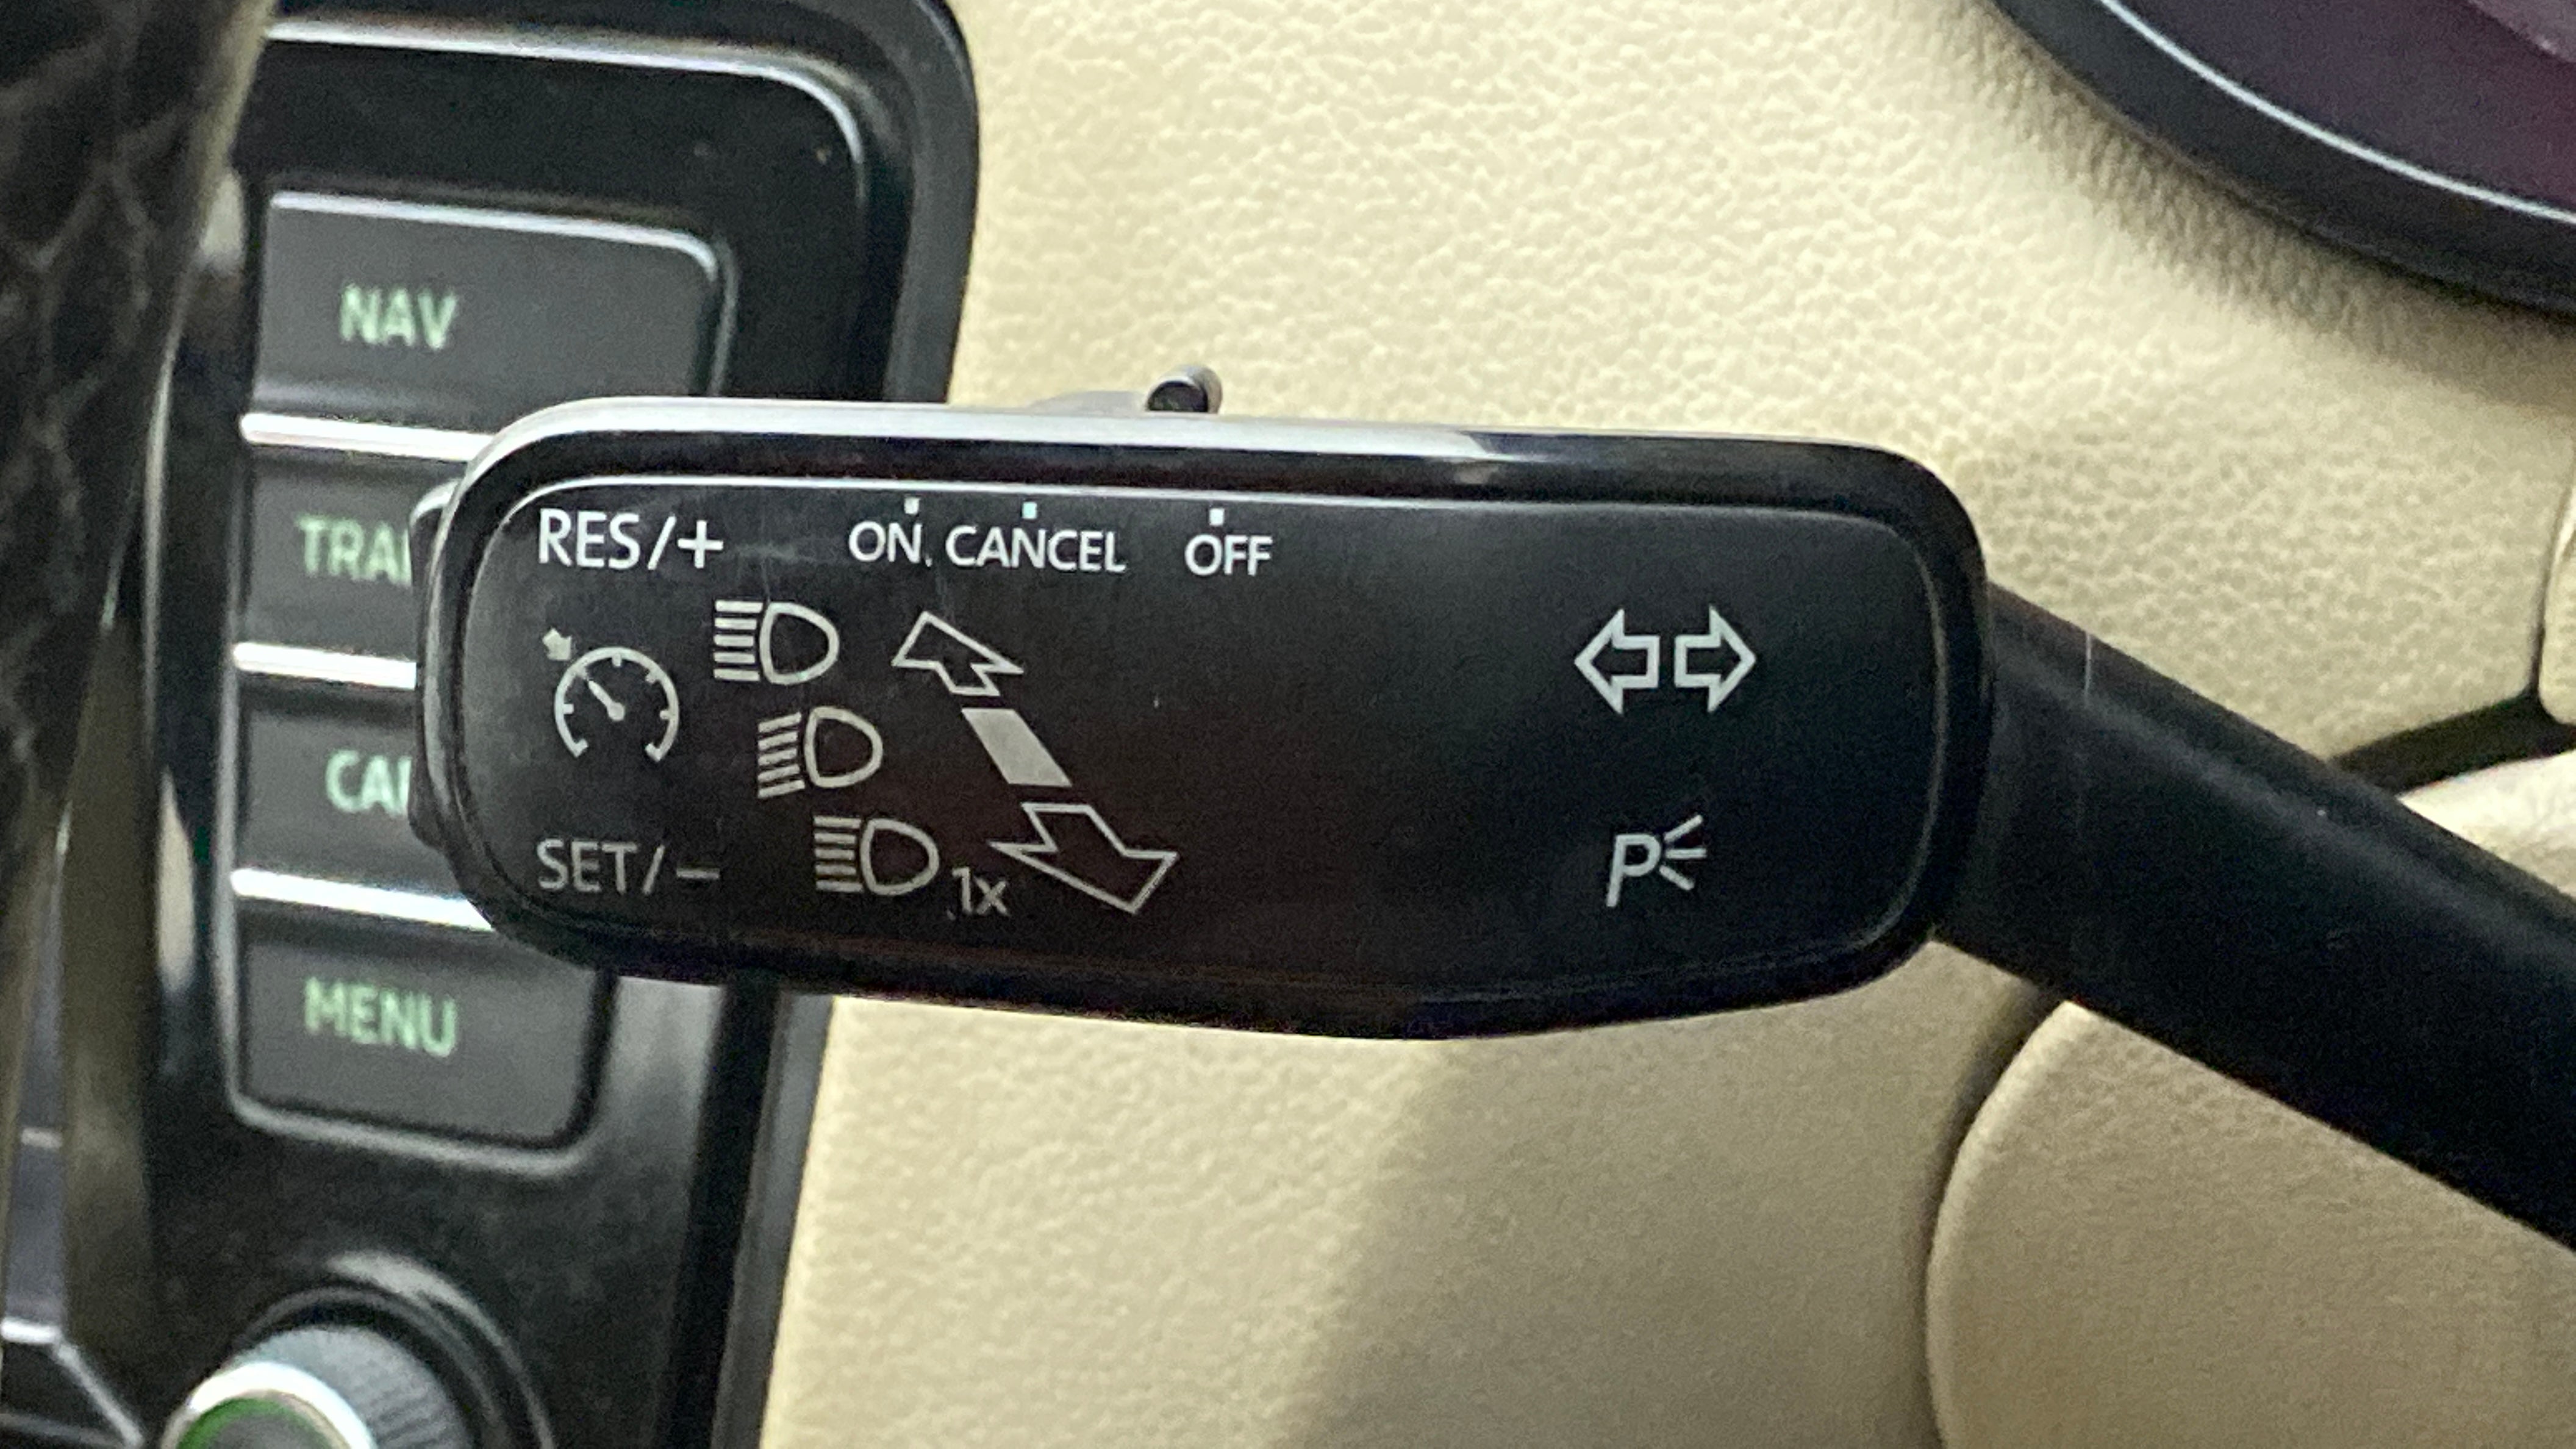 NAV
RES/+ ON. CANCEL OFF
SET/-
1x
P
MENU